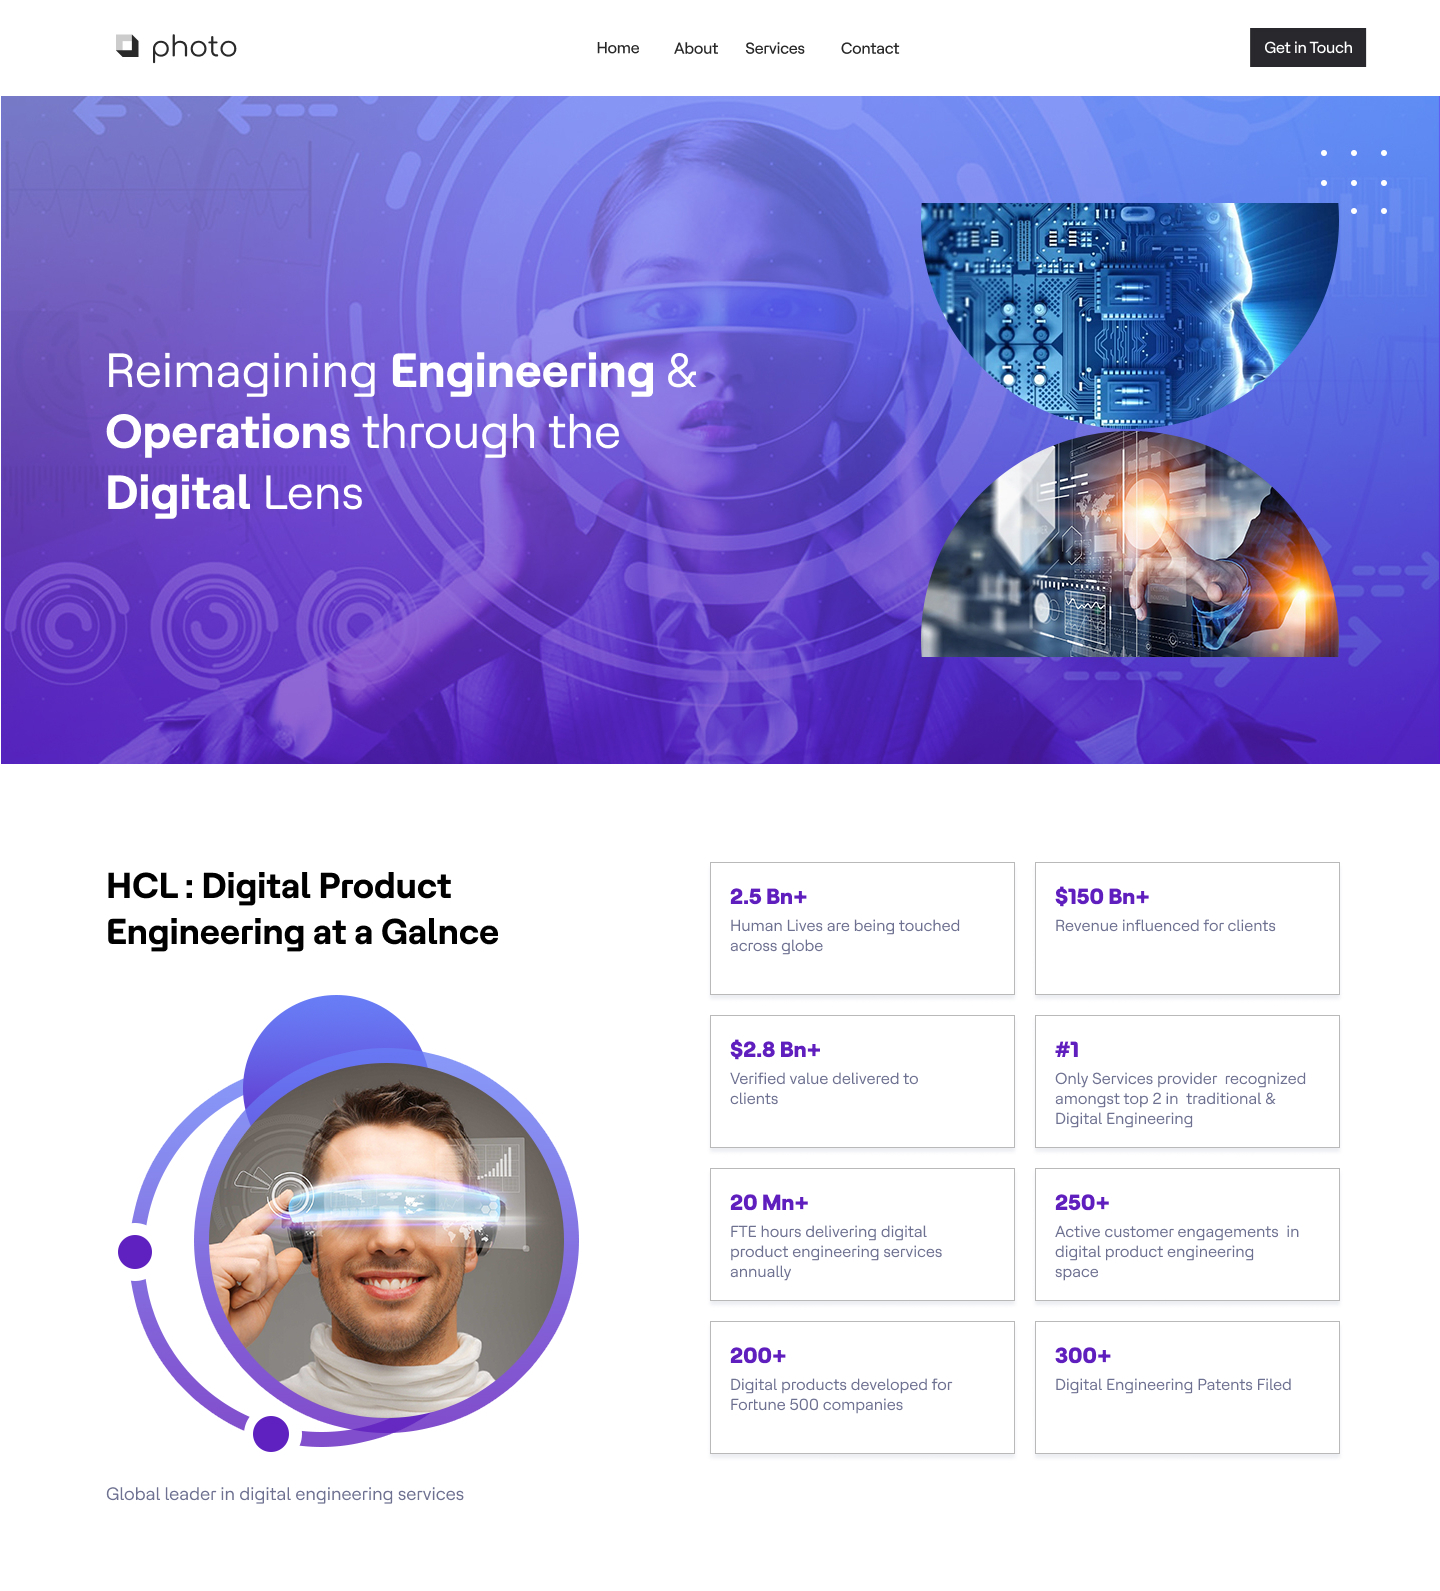 photo
Home About Services Contact
Get in Touch
Reimagining Engineering &
Operations through the
Digital Lens
HCL : Digital Product
Engineering at a Galnce
Global leader in digital engineering services
2.5 Bn+
Human Lives are being touched
across globe
$150 Bn+
Revenue influenced for clients
$2.8 Bn+
Verified value delivered to
clients
#1
Only Services provider  recognized
amongst top 2 in  traditional &
Digital Engineering
20 Mn+
FTE hours delivering digital
product engineering services
annually
250+
Active customer engagements  in
digital product engineering
space
200+
Digital products developed for
Fortune 500 companies
300+
Digital Engineering Patents Filed